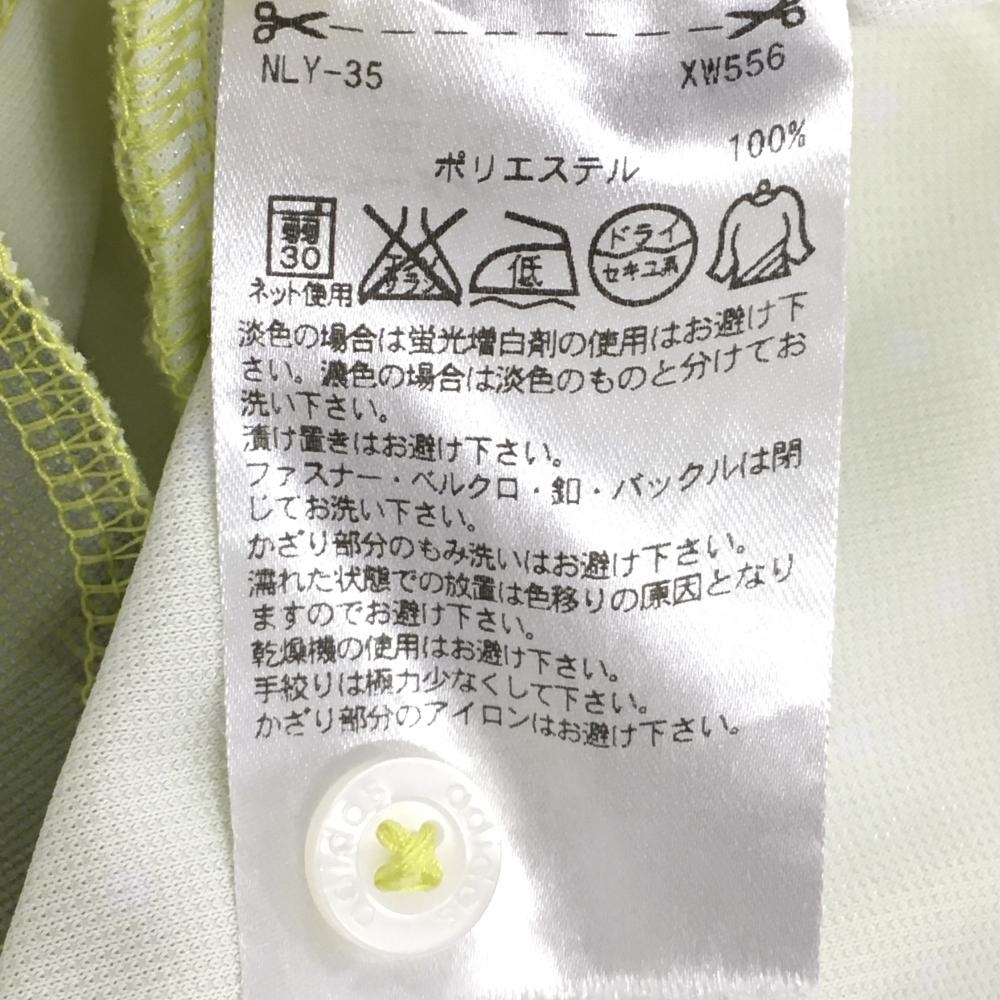 NLY-35 XW556
ポリエステル 100%
弱 30 エンソ サラシ 低 ドライ セキユ系
ネット使用
淡色の場合は蛍光増白剤の使用はお避け下
さい。濃色の場合は淡色のものと分けてお
洗い下さい。
漬け置きはお避け下さい。
ファスナー・ベルクロ・釦・バックルは閉
じてお洗い下さい。
かざり部分のもみ洗いはお避け下さい。
濡れた状態での放置は色移りの原因となり
ますのでお避け下さい。
乾燥機の使用はお避け下さい。
手絞りは極力少なくして下さい。
かざり部分のアイロンはお避け下さい。
adidas adidas